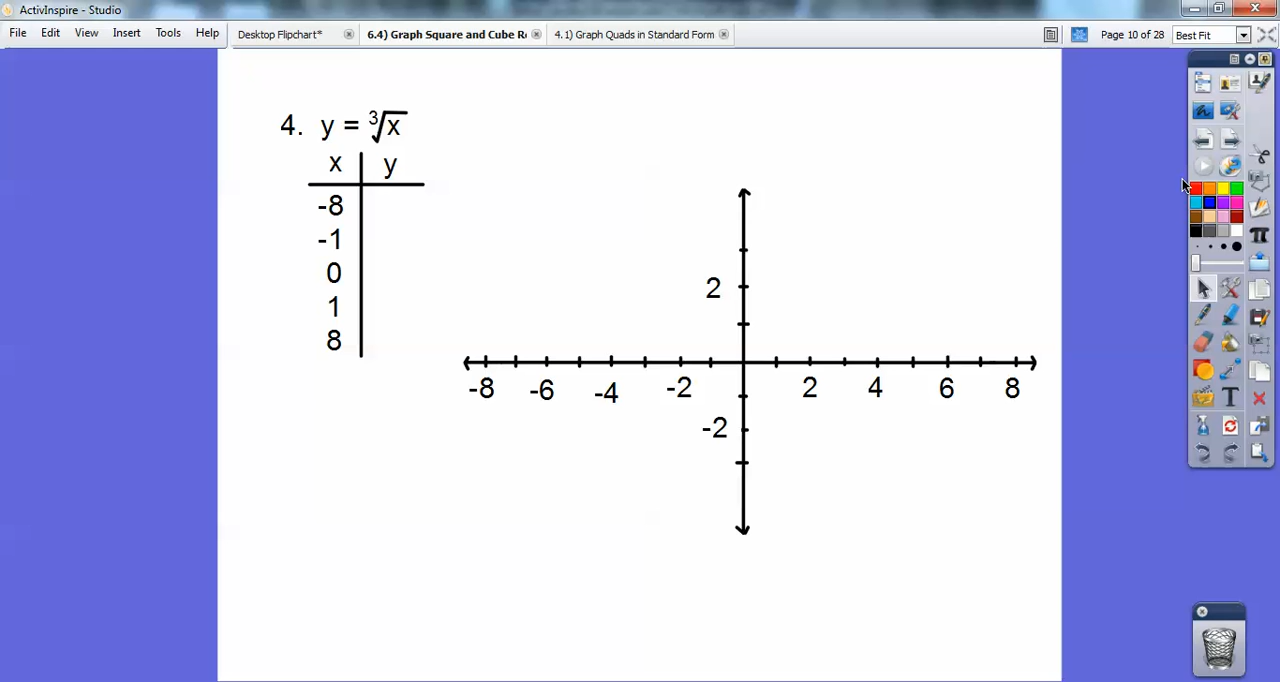 ActivInspire - Studio
File Edit View Insert Tools Help
Desktop Flipchart* 6.4) Graph Square and Cube Ro 4.1) Graph Quads in Standard Form
Page 10 of 28 Best Fit
4. y = ∛x
x y
-8
-1
0
1
8
2
-8 -6 -4 -2 2 4 6 8
-2